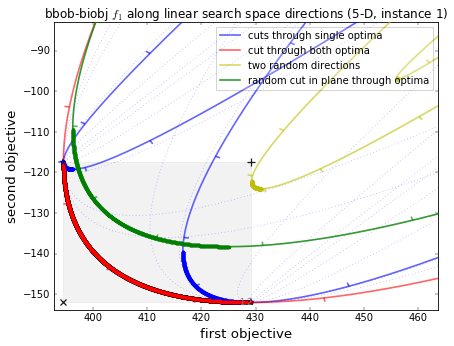 bbob-biobj f₁ along linear search space directions (5-D, instance 1)
cuts through single optima
cut through both optima
two random directions
random cut in plane through optima
second objective
−90
−100
−110
−120
−130
−140
−150
400 410 420 430 440 450 460
first objective